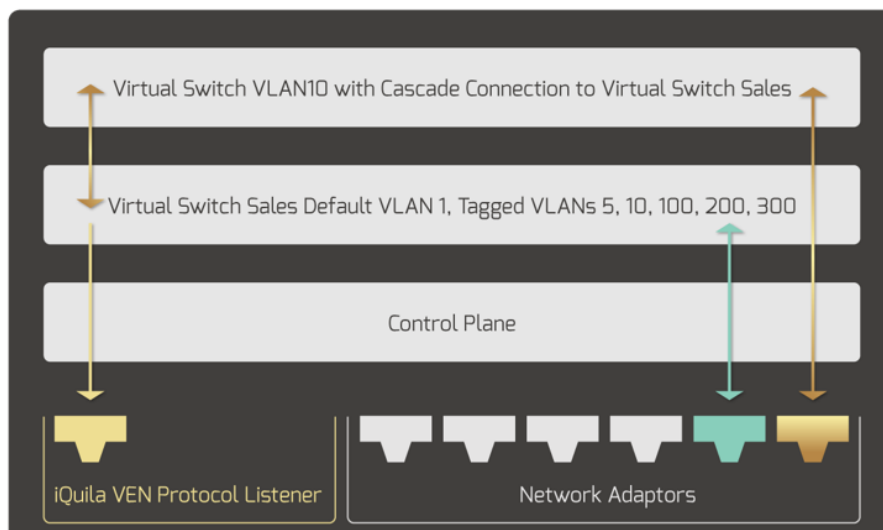 Virtual Switch VLAN10 with Cascade Connection to Virtual Switch Sales
Virtual Switch Sales Default VLAN 1, Tagged VLANs 5, 10, 100, 200, 300
Control Plane
iQuila VEN Protocol Listener
Network Adaptors